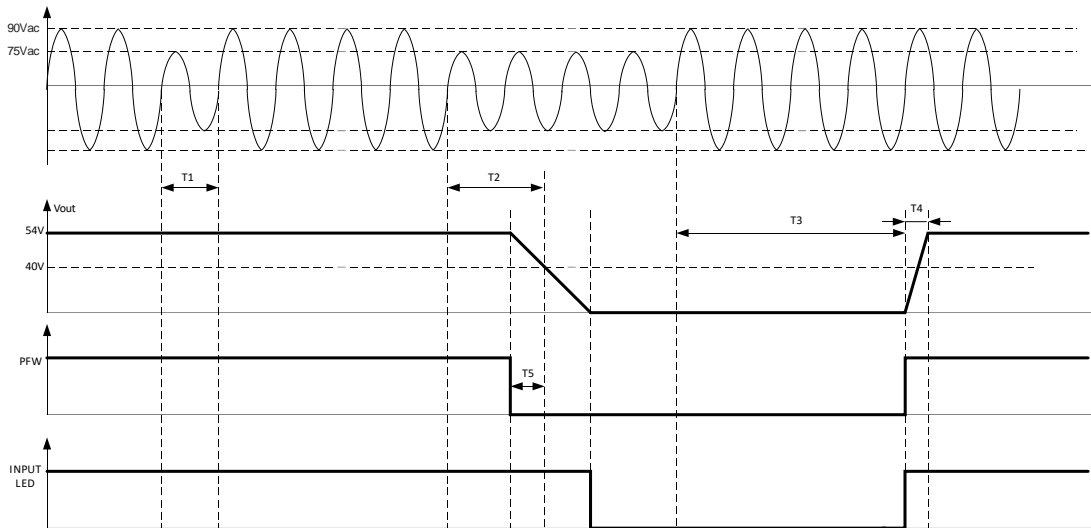 90Vac
75Vac
T1
T2
Vout
T4
54V
T3
40V
PFW
T5
INPUT
LED